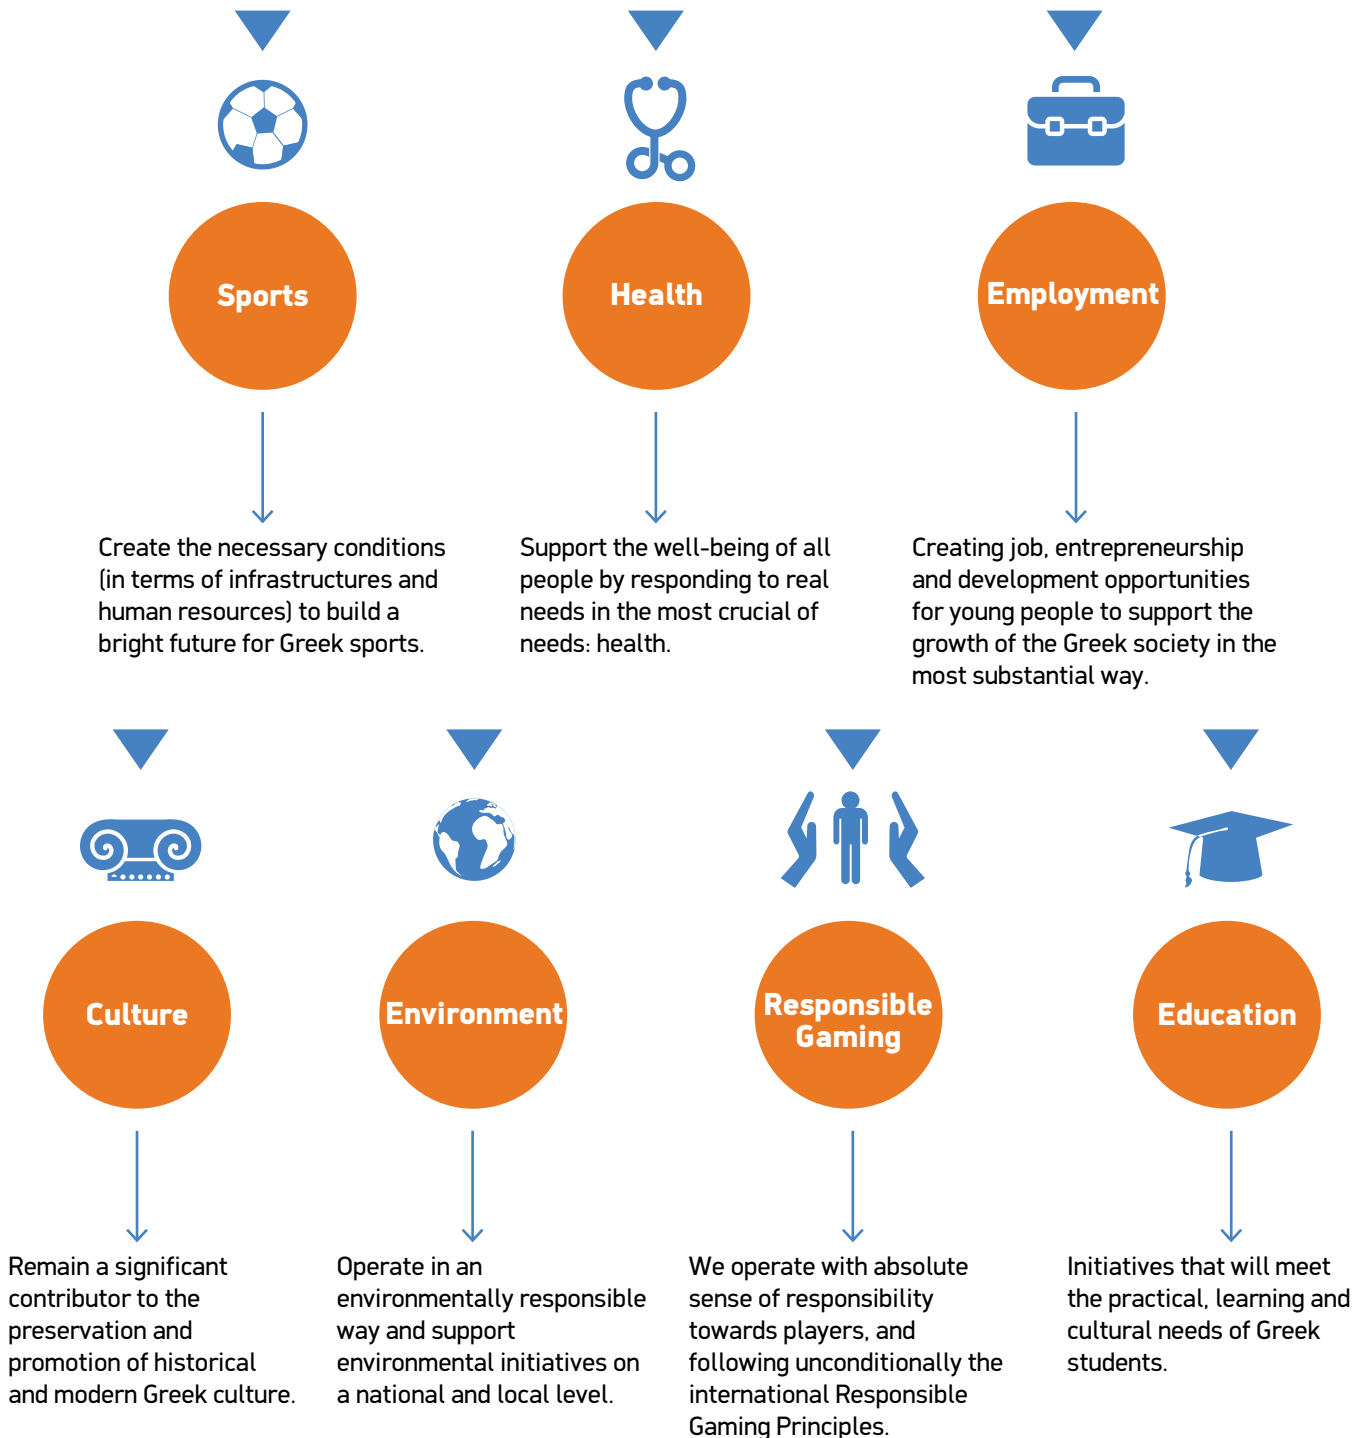 Sports
Health
Employment
Create the necessary conditions
(in terms of infrastructures and
human resources) to build a
bright future for Greek sports.
Support the well-being of all
people by responding to real
needs in the most crucial of
needs: health.
Creating job, entrepreneurship
and development opportunities
for young people to support the
growth of the Greek society in the
most substantial way.
Culture
Environment
Responsible
Gaming
Education
Remain a significant
contributor to the
preservation and
promotion of historical
and modern Greek culture.
Operate in an
environmentally responsible
way and support
environmental initiatives on
a national and local level.
We operate with absolute
sense of responsibility
towards players, and
following unconditionally the
international Responsible
Gaming Principles.
Initiatives that will meet
the practical, learning and
cultural needs of Greek
students.